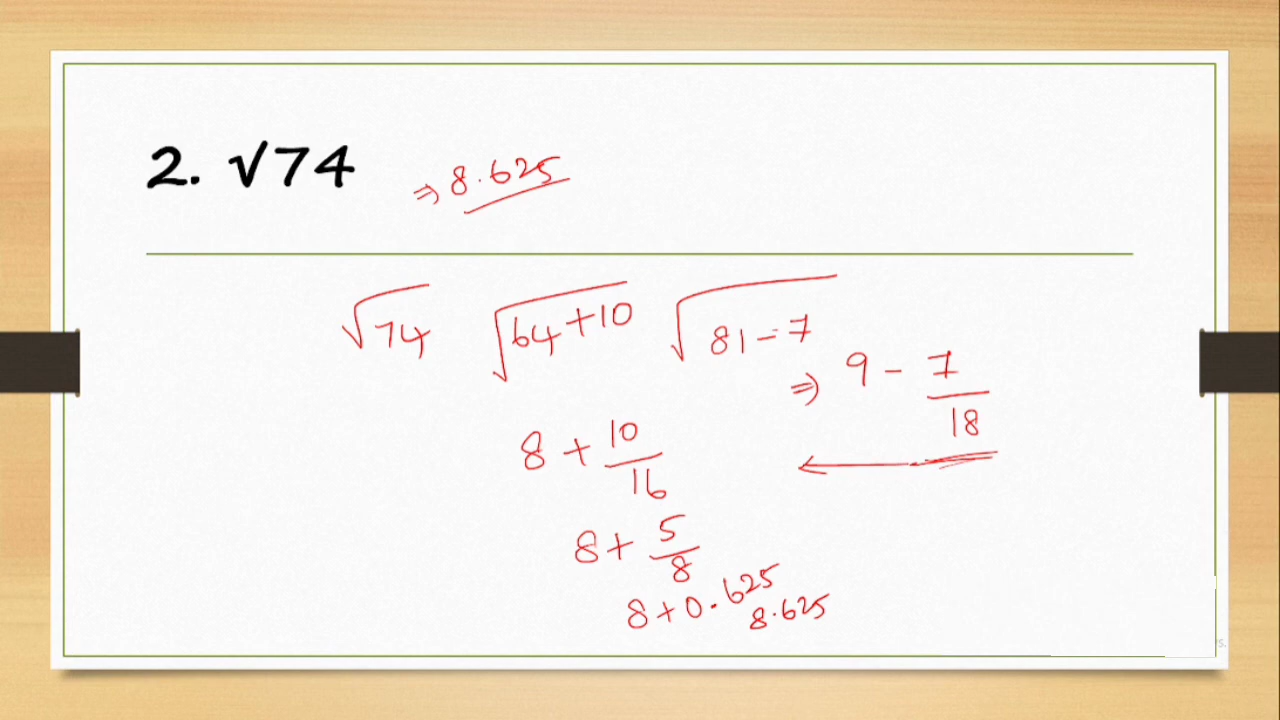 2. √74 ⇒ 8.625
√74 √64+10 √81-7
⇒ 9 - 7/18
8 + 10/16
8 + 5/8
8 + 0.625
8.625